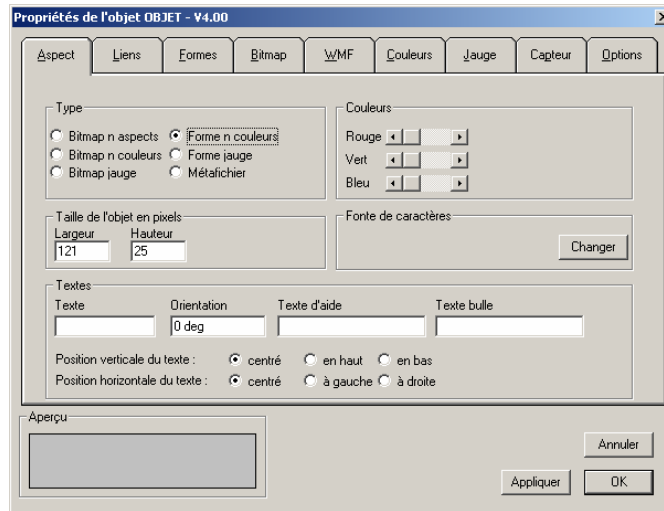 Propriétés de l'objet OBJET - V4.00
Aspect Liens Formes Bitmap WMF Couleurs Jauge Capteur Options
Type
Bitmap n aspects Forme n couleurs
Bitmap n couleurs Forme jauge
Bitmap jauge Métafichier
Couleurs
Rouge
Vert
Bleu
Taille de l'objet en pixels
Largeur Hauteur
121 25
Fonte de caractères
Changer
Textes
Texte Orientation Texte d'aide Texte bulle
0 deg
Position verticale du texte : centré en haut en bas
Position horizontale du texte : centré à gauche à droite
Aperçu
Annuler
Appliquer OK